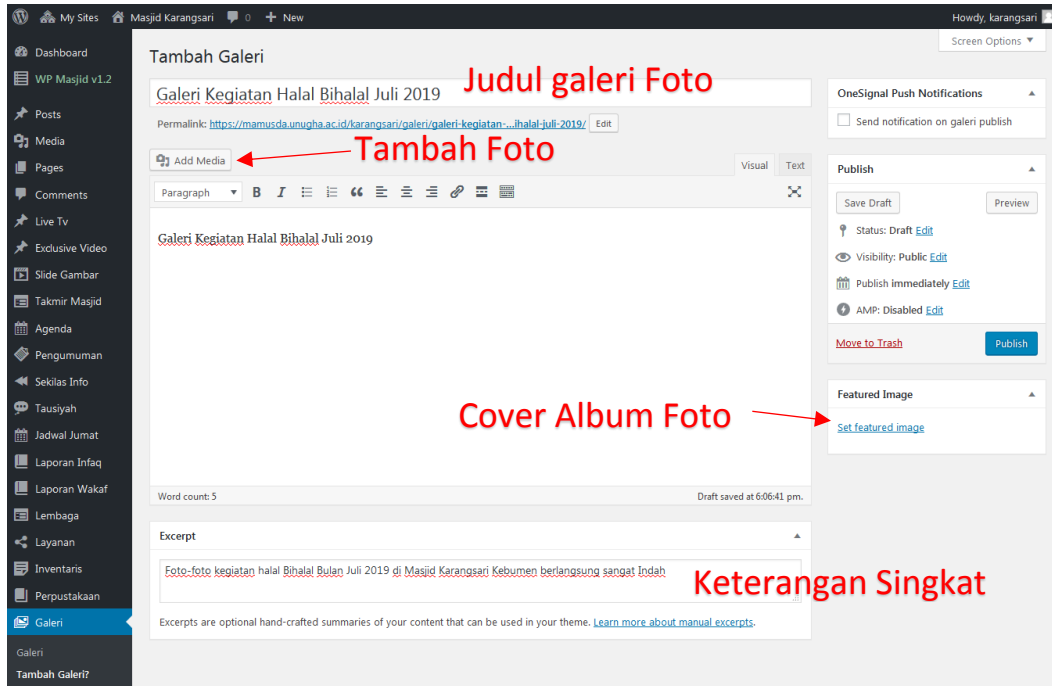 My Sites Masjid Karangsari 0 + New Howdy, karangsari
Screen Options ▼
Dashboard
WP Masjid v1.2
Posts
Media
Pages
Comments
Live Tv
Exclusive Video
Slide Gambar
Takmir Masjid
Agenda
Pengumuman
Sekilas Info
Tausiyah
Jadwal Jumat
Laporan Infaq
Laporan Wakaf
Lembaga
Layanan
Inventaris
Perpustakaan
Galeri
Galeri
Tambah Galeri?
Tambah Galeri
Galeri Kegiatan Halal Bihalal Juli 2019
Judul galeri Foto
Permalink: https://mamusda.unugha.ac.id/karangsari/galeri/galeri-kegiatan-...ihalal-juli-2019/ Edit
Add Media
Tambah Foto
Visual Text
Paragraph ▼ B I
Galeri Kegiatan Halal Bihalal Juli 2019
Cover Album Foto
Word count: 5 Draft saved at 6:06:41 pm.
Excerpt
Foto-foto kegiatan halal Bihalal Bulan Juli 2019 di Masjid Karangsari Kebumen berlangsung sangat Indah
Keterangan Singkat
Excerpts are optional hand-crafted summaries of your content that can be used in your theme. Learn more about manual excerpts.
OneSignal Push Notifications
Send notification on galeri publish
Publish
Save Draft Preview
Status: Draft Edit
Visibility: Public Edit
Publish immediately Edit
AMP: Disabled Edit
Move to Trash Publish
Featured Image
Set featured image